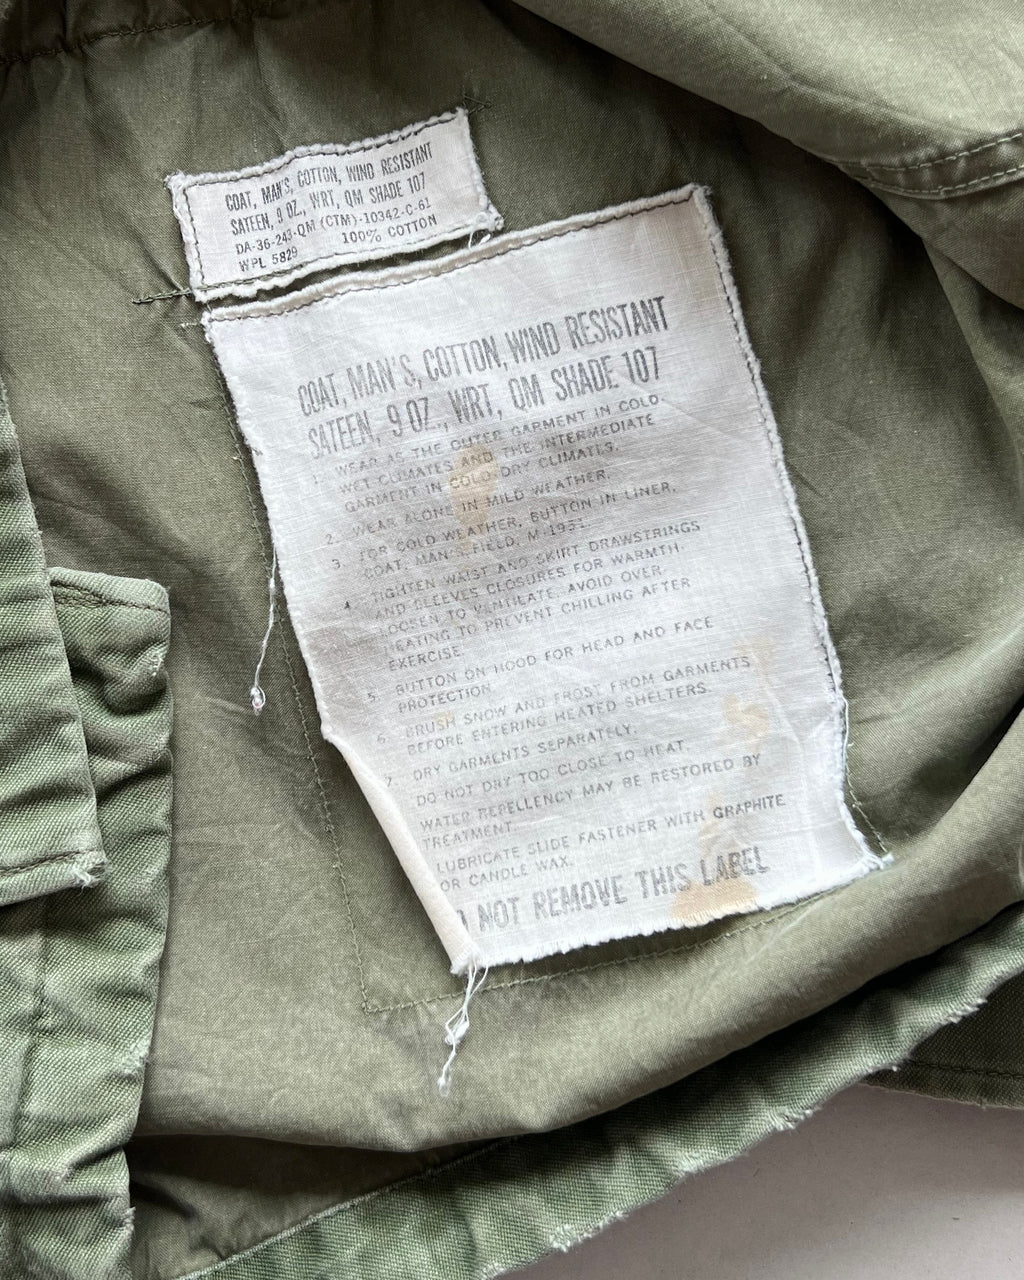 COAT, MAN'S, COTTON, WIND RESISTANT
SATEEN, 9 OZ., WRT, QM SHADE 107
DA-36-243-QM (CTM)-10342-C-61
WPL 5829 100% COTTON
COAT, MAN'S, COTTON, WIND RESISTANT
SATEEN, 9 OZ., WRT, QM SHADE 107
1. WEAR AS THE OUTER GARMENT IN COLD
WET CLIMATES AND THE INTERMEDIATE
GARMENT IN COLD DRY CLIMATES.
2. WEAR ALONE IN MILD WEATHER.
3. FOR COLD WEATHER, BUTTON IN LINER,
COAT, MAN'S, FIELD, M-1951.
4 TIGHTEN WAIST AND SKIRT DRAWSTRINGS
AND SLEEVES CLOSURES FOR WARMTH.
LOOSEN TO VENTILATE. AVOID OVER
HEATING TO PREVENT CHILLING AFTER
EXERCISE.
5. BUTTON ON HOOD FOR HEAD AND FACE
PROTECTION
6. BRUSH SNOW AND FROST FROM GARMENTS
BEFORE ENTERING HEATED SHELTERS.
7 DRY GARMENTS SEPARATELY.
DO NOT DRY TOO CLOSE TO HEAT.
WATER REPELLENCY MAY BE RESTORED BY
TREATMENT.
LUBRICATE SLIDE FASTENER WITH GRAPHITE
OR CANDLE WAX.
NOT REMOVE THIS LABEL